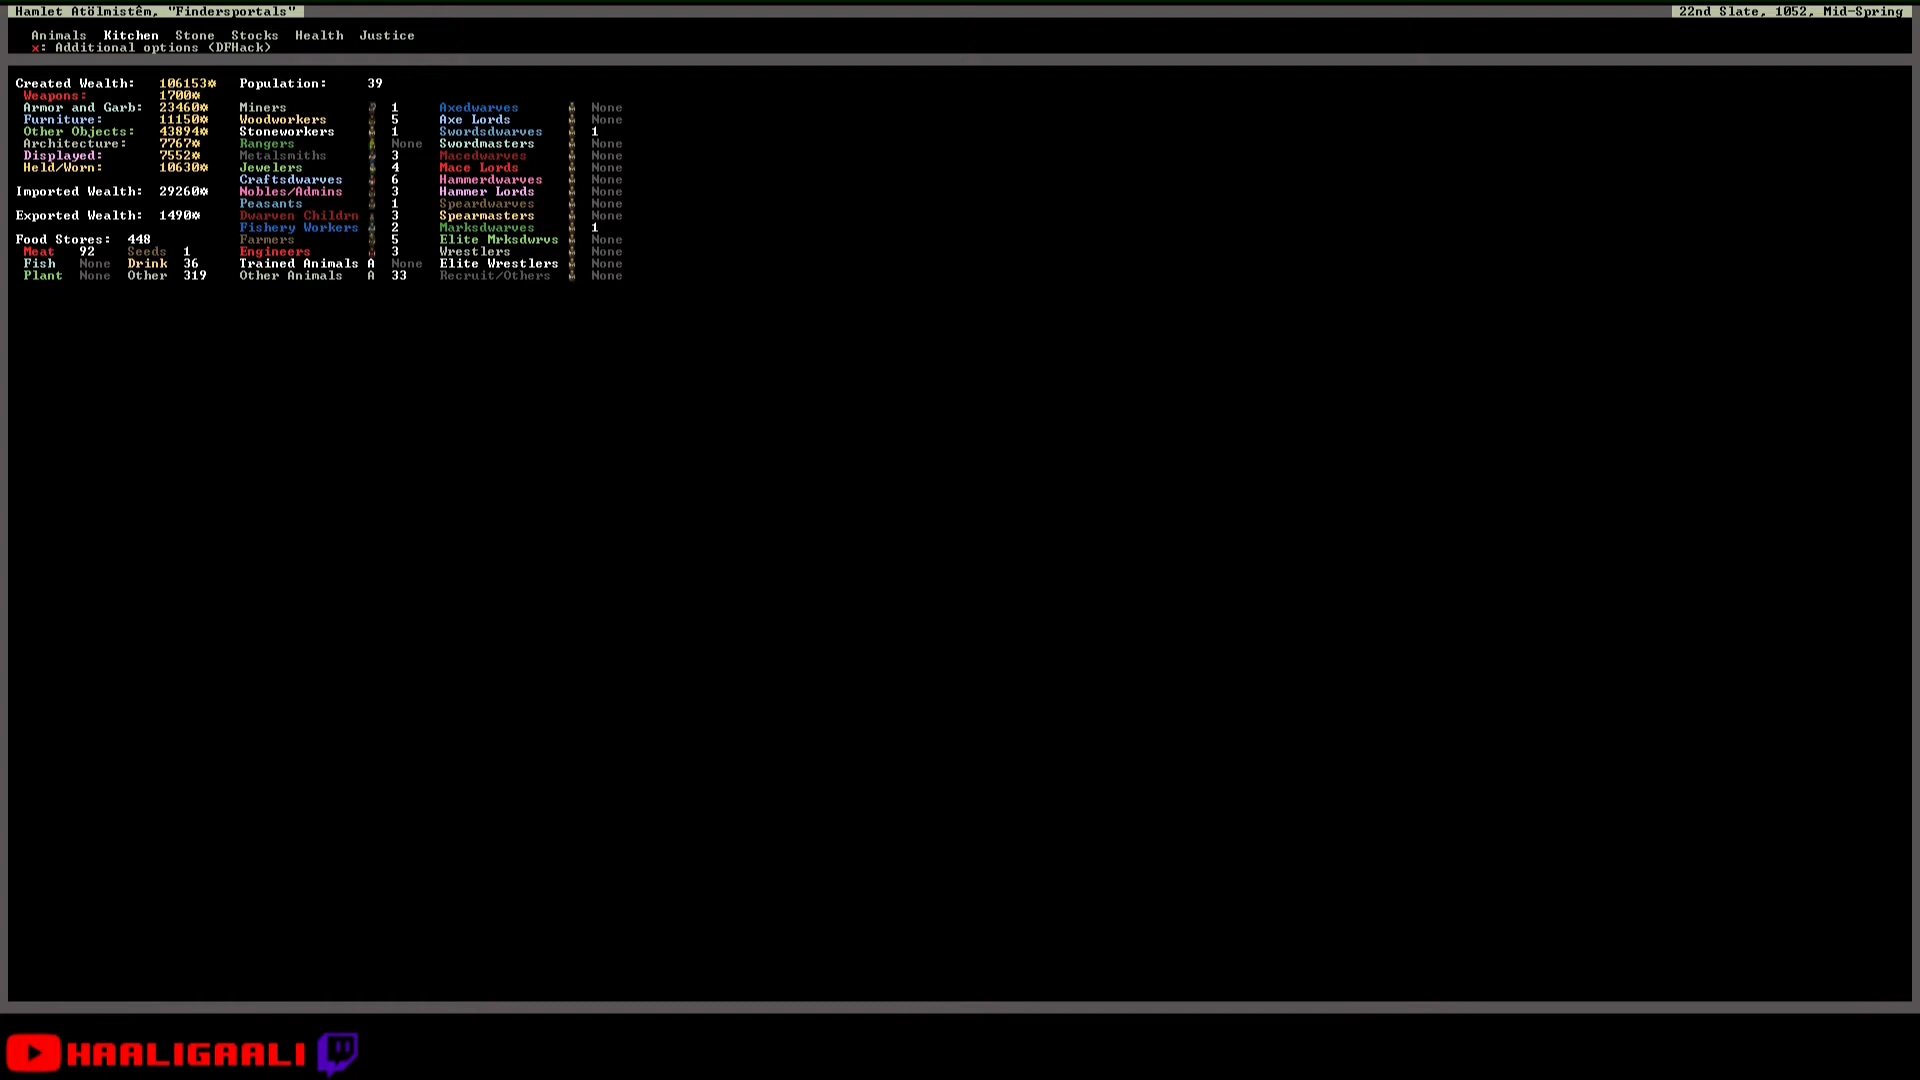 Hamlet Atölmistêm, "Findersportals" 22nd Slate, 1052, Mid-Spring
Animals Kitchen Stone Stocks Health Justice
x: Additional options (DFHack)
Created Wealth: 106153☼ Population: 39
Weapons: 1700☼
Armor and Garb: 23460☼ Miners 1 Axedwarves None
Furniture: 11150☼ Woodworkers 5 Axe Lords None
Other Objects: 43894☼ Stoneworkers 1 Swordsdwarves 1
Architecture: 7767☼ Rangers None Swordmasters None
Displayed: 7552☼ Metalsmiths 3 Macedwarves None
Held/Worn: 10630☼ Jewelers 4 Mace Lords None
Craftsdwarves 6 Hammerdwarves None
Imported Wealth: 29260☼ Nobles/Admins 3 Hammer Lords None
Peasants 1 Speardwarves None
Exported Wealth: 1490☼ Dwarven Childrn 3 Spearmasters None
Fishery Workers 2 Marksdwarves 1
Food Stores: 448 Farmers 5 Elite Mrksdwrvs None
Meat 92 Seeds 1 Engineers 3 Wrestlers None
Fish None Drink 36 Trained Animals A None Elite Wrestlers None
Plant None Other 319 Other Animals A 33 Recruit/Others None
HAALIGAALI